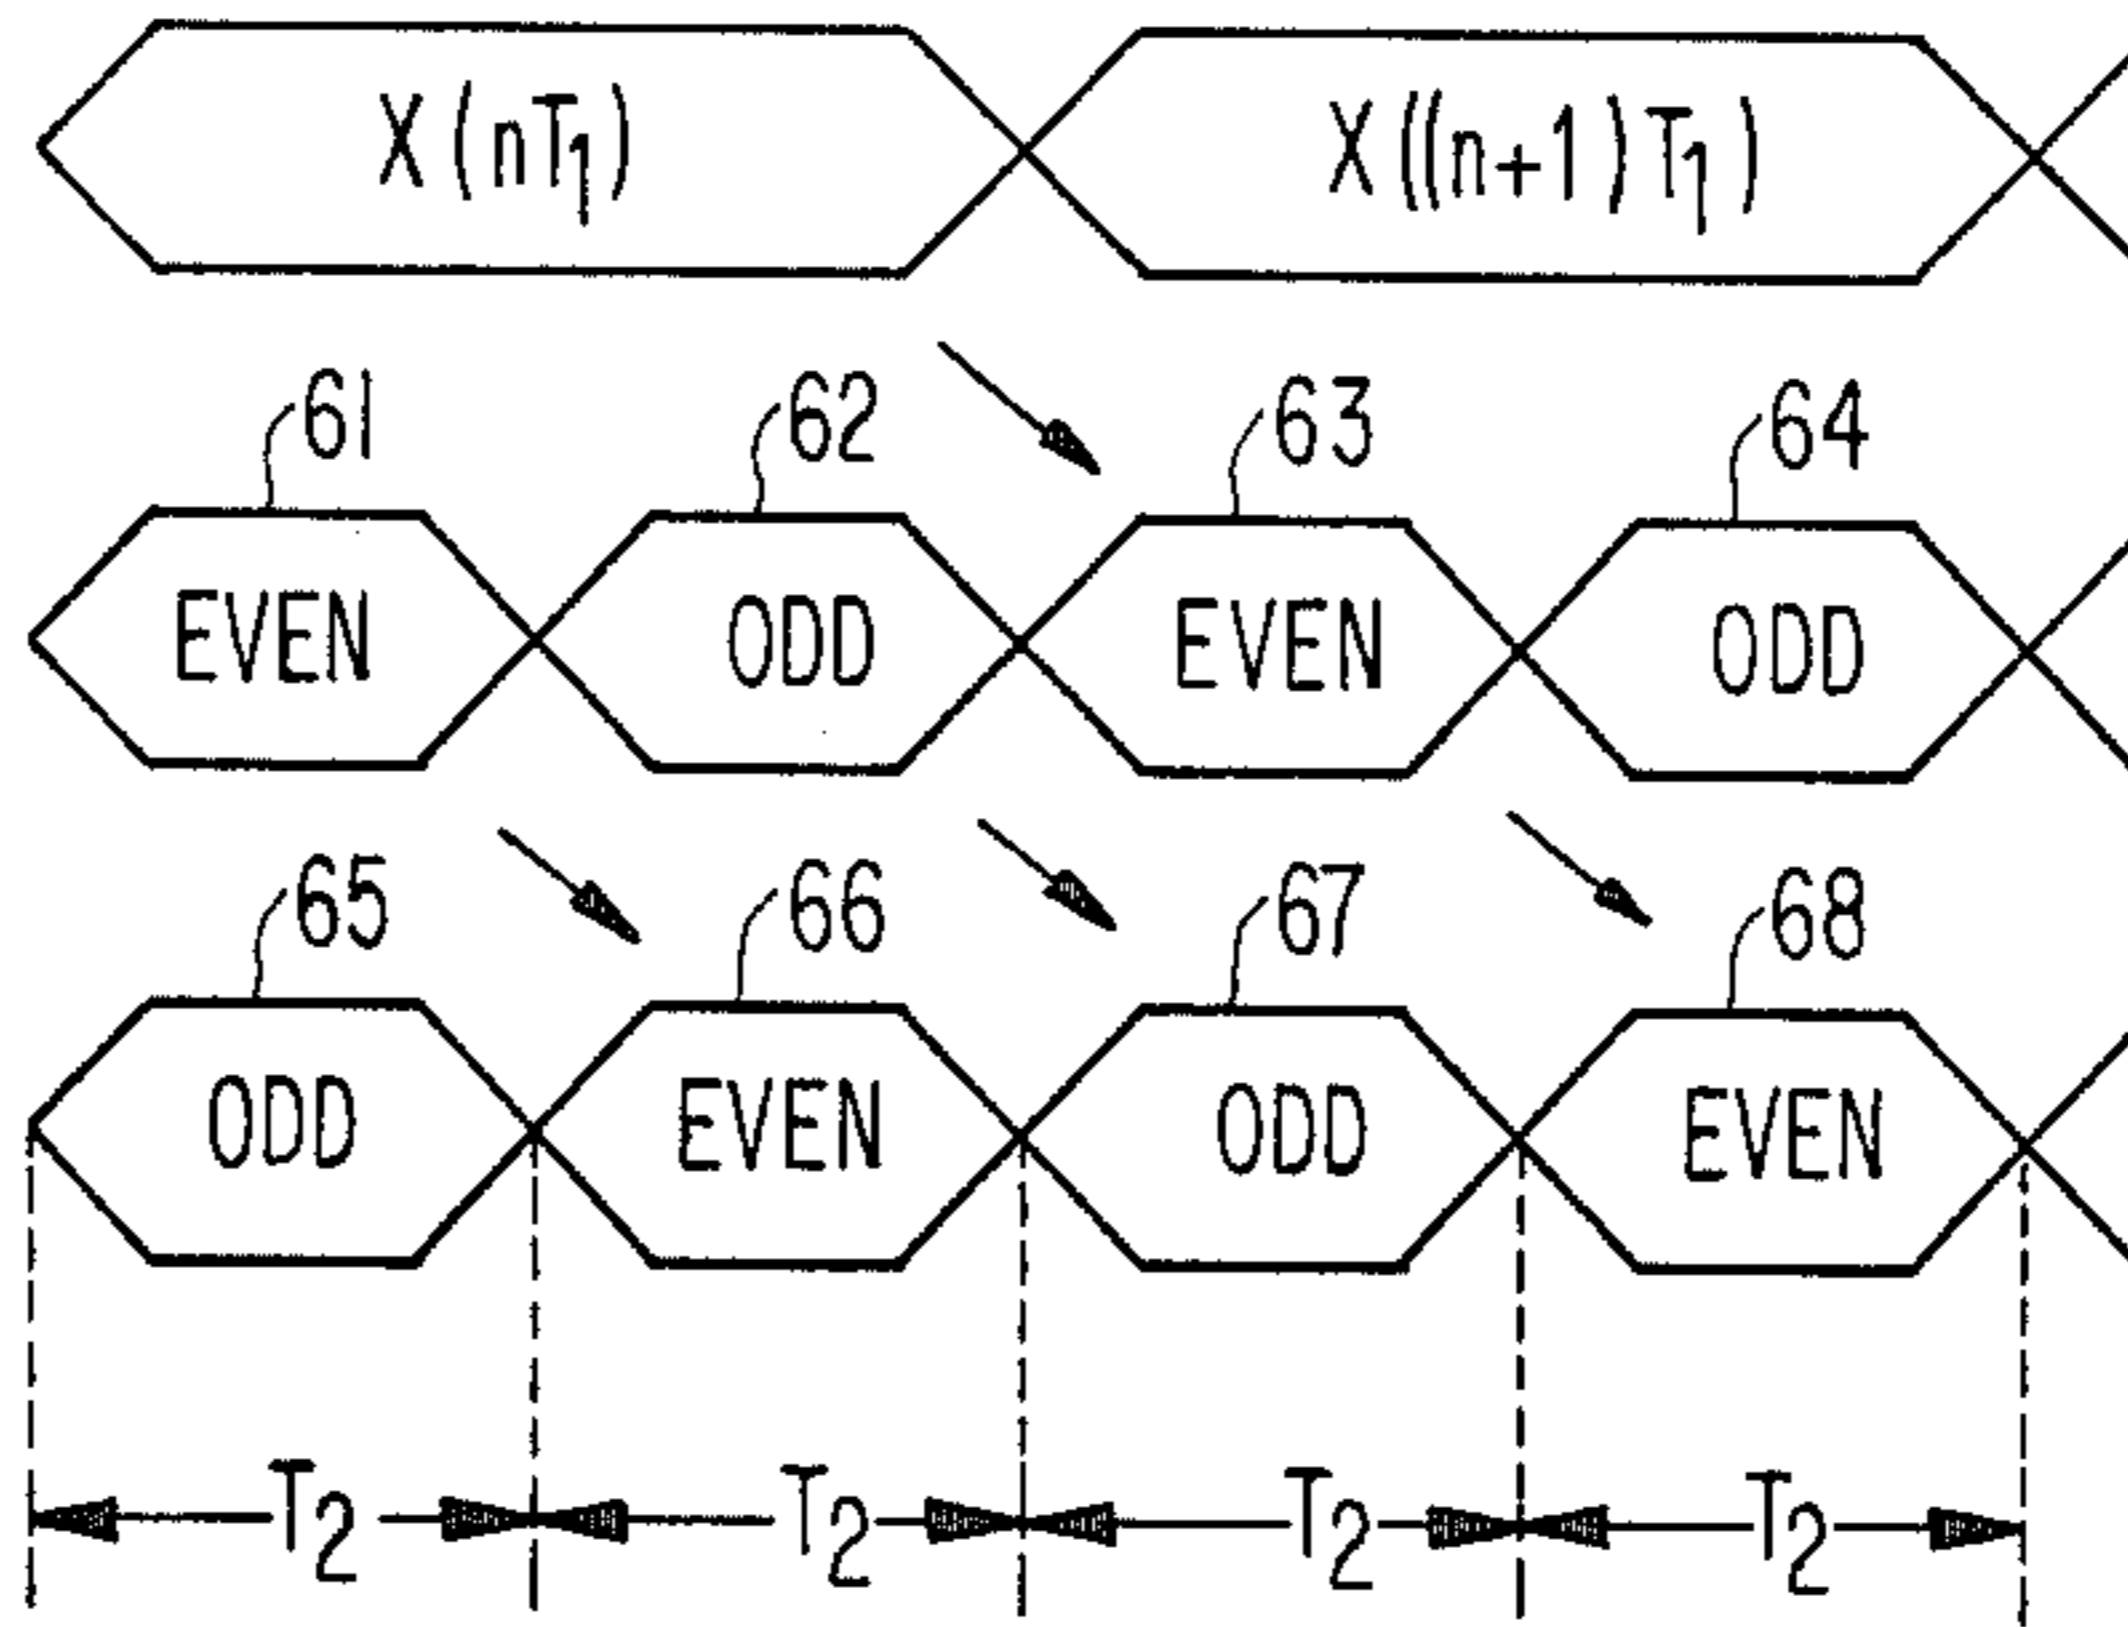 X(nT1) X((n+1)T1)
61 62 63 64
EVEN ODD EVEN ODD
65 66 67 68
ODD EVEN ODD EVEN
T2 T2 T2 T2